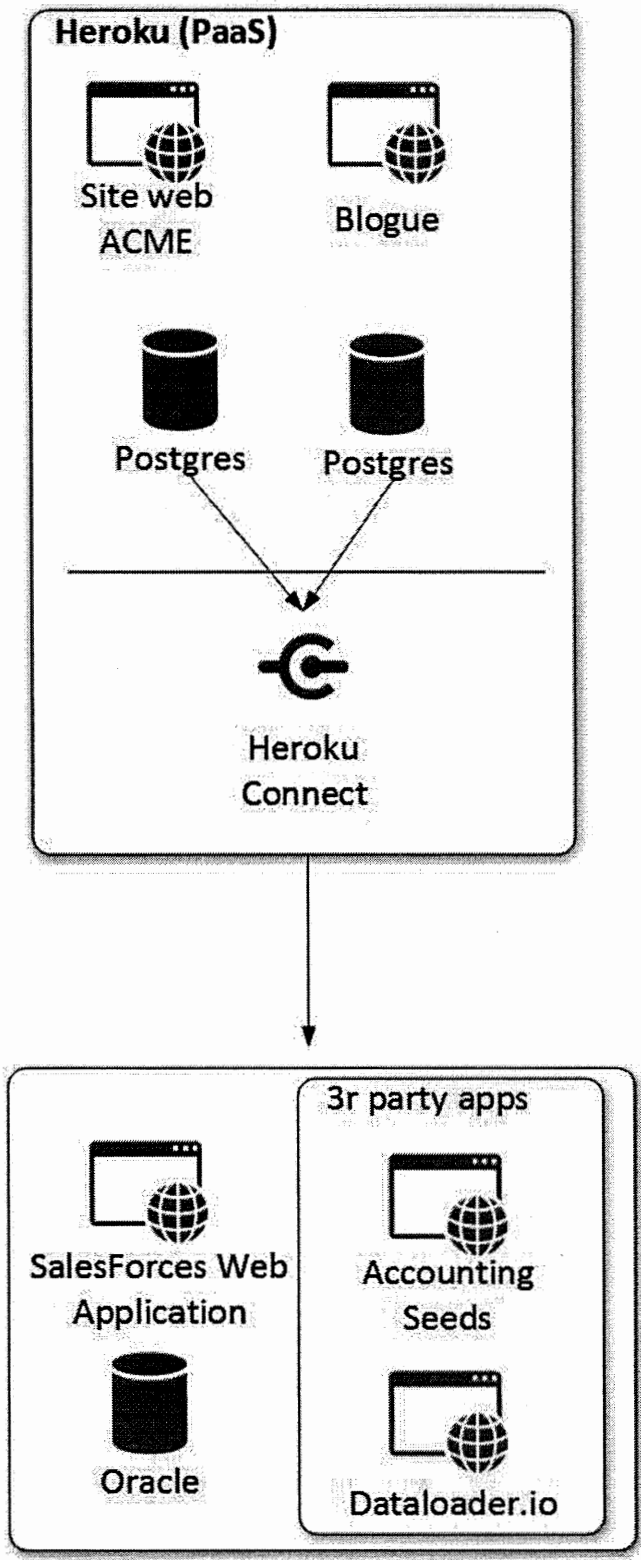 Heroku (PaaS)
Site web
ACME
Blogue
Postgres
Postgres
Heroku
Connect
3r party apps
SalesForces Web
Application
Accounting
Seeds
Oracle
Dataloader.io